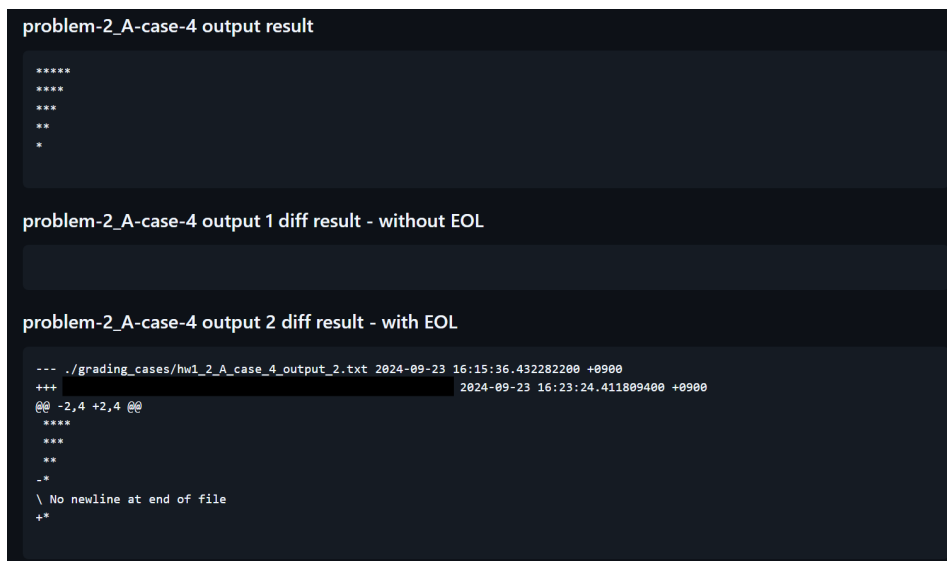 problem-2_A-case-4 output result
*****
****
***
**
*
problem-2_A-case-4 output 1 diff result - without EOL
problem-2_A-case-4 output 2 diff result - with EOL
--- ./grading_cases/hw1_2_A_case_4_output_2.txt 2024-09-23 16:15:36.432282200 +0900
+++ 2024-09-23 16:23:24.411809400 +0900
@@ -2,4 +2,4 @@
 ****
 ***
 **
-*
\ No newline at end of file
+*